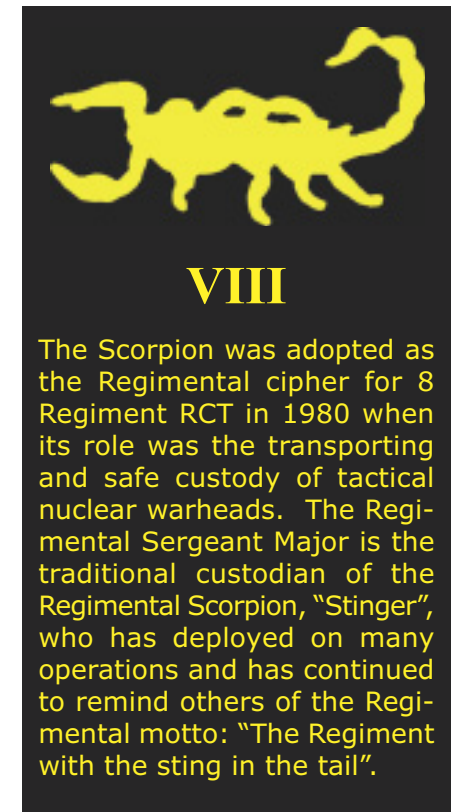 VIII
The Scorpion was adopted as
the Regimental cipher for 8
Regiment RCT in 1980 when
its role was the transporting
and safe custody of tactical
nuclear warheads.  The Regi-
mental Sergeant Major is the
traditional custodian of the
Regimental Scorpion, “Stinger”,
who has deployed on many
operations and has continued
to remind others of the Regi-
mental motto: “The Regiment
with the sting in the tail”.